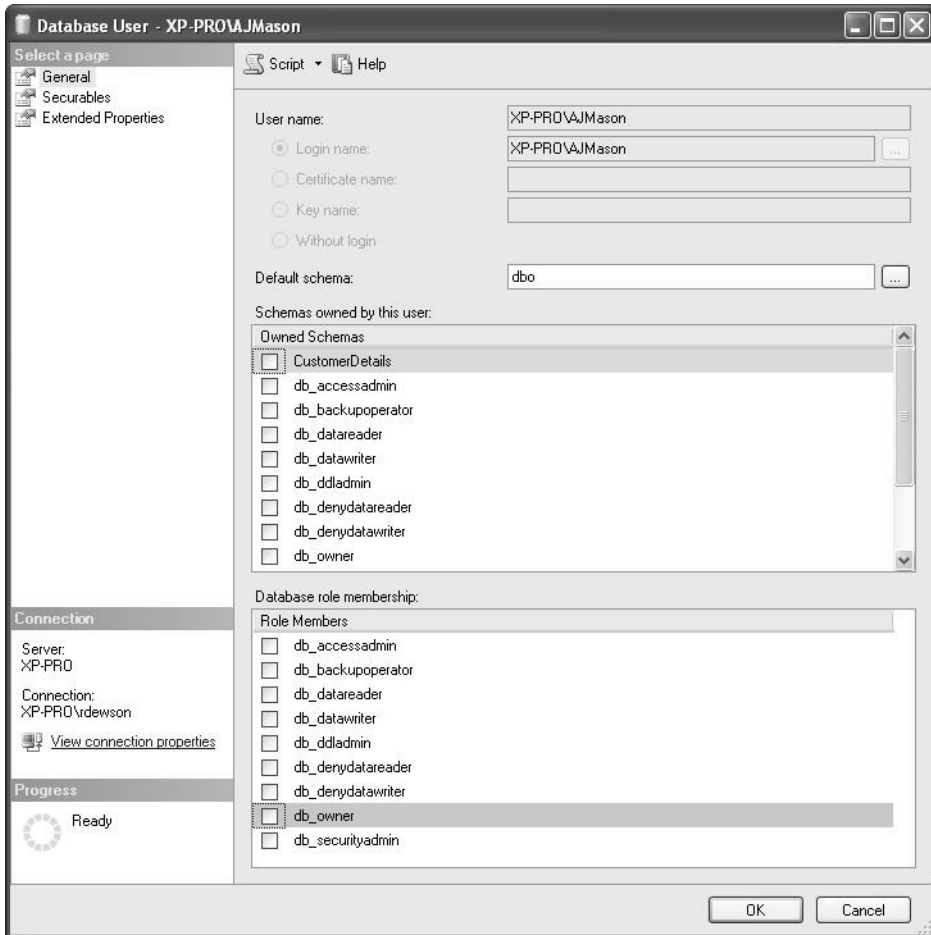 Database User - XP-PRO\AJMason
Select a page
General
Securables
Extended Properties
Script Help
User name: XP-PRO\AJMason
Login name: XP-PRO\AJMason ...
Certificate name:
Key name:
Without login
Default schema: dbo ...
Schemas owned by this user:
Owned Schemas
CustomerDetails
db_accessadmin
db_backupoperator
db_datareader
db_datawriter
db_ddladmin
db_denydatareader
db_denydatawriter
db_owner
Database role membership:
Role Members
db_accessadmin
db_backupoperator
db_datareader
db_datawriter
db_ddladmin
db_denydatareader
db_denydatawriter
db_owner
db_securityadmin
Connection
Server:
XP-PRO
Connection:
XP-PRO\rdewson
View connection properties
Progress
Ready
OK Cancel